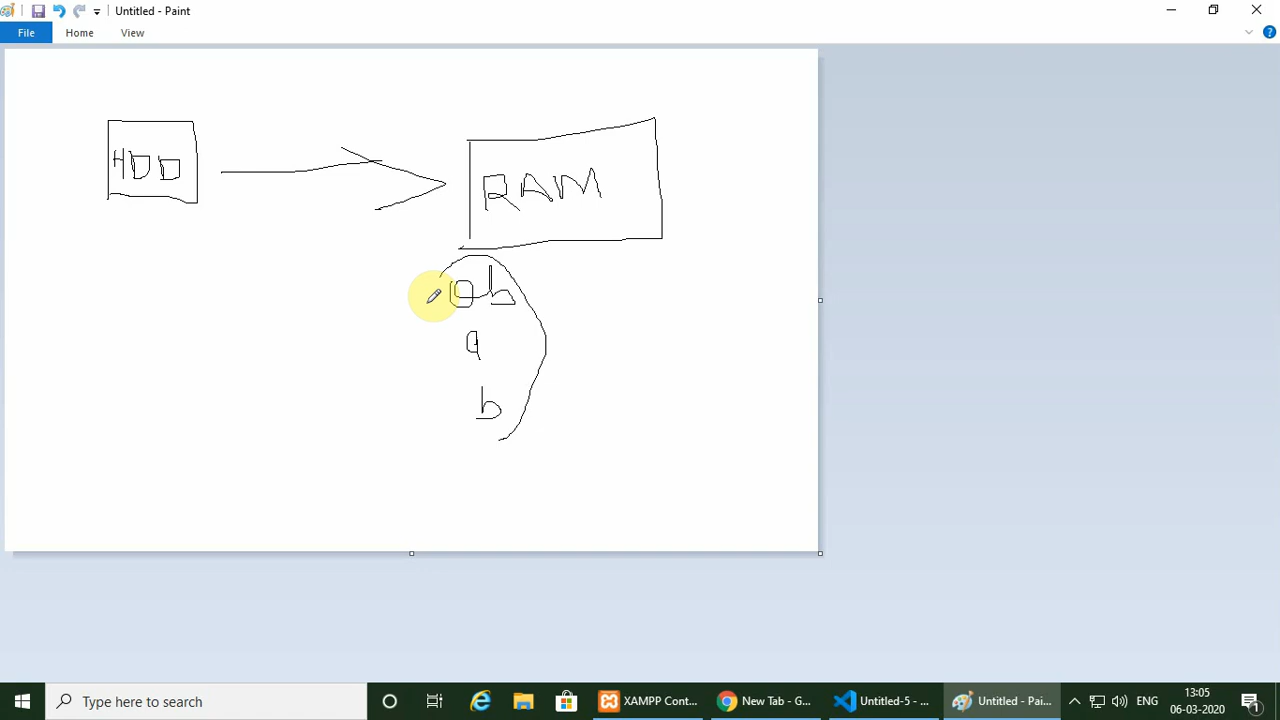 Untitled - Paint
File Home View
HDD
RAM
ob
a
b
Type here to search
XAMPP Cont...
New Tab - G...
Untitled-5 - ...
Untitled - Pai...
ENG
13:05
06-03-2020
1